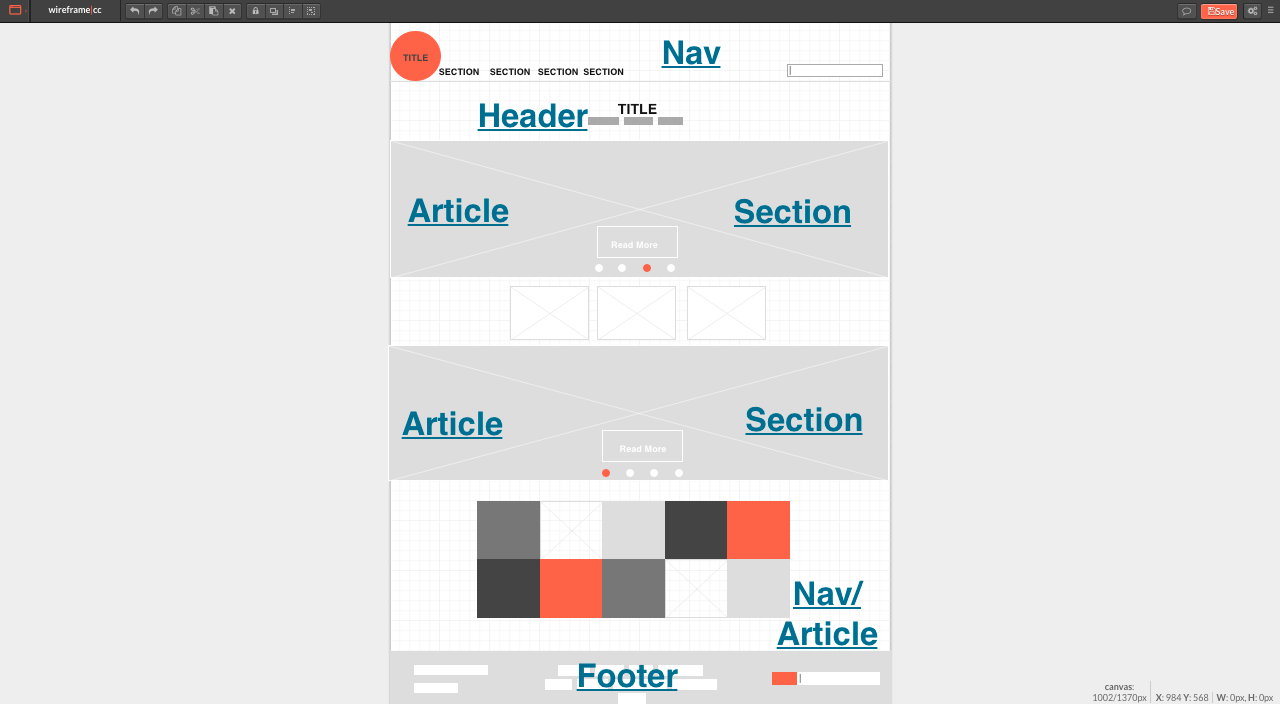 wireframe|cc
Save
TITLE
SECTION SECTION SECTION SECTION
Nav
Header
TITLE
Article
Section
Read More
Article
Section
Read More
Nav/
Article
Footer
canvas:
1002/1370px
X: 984 Y: 568
W: 0px, H: 0px